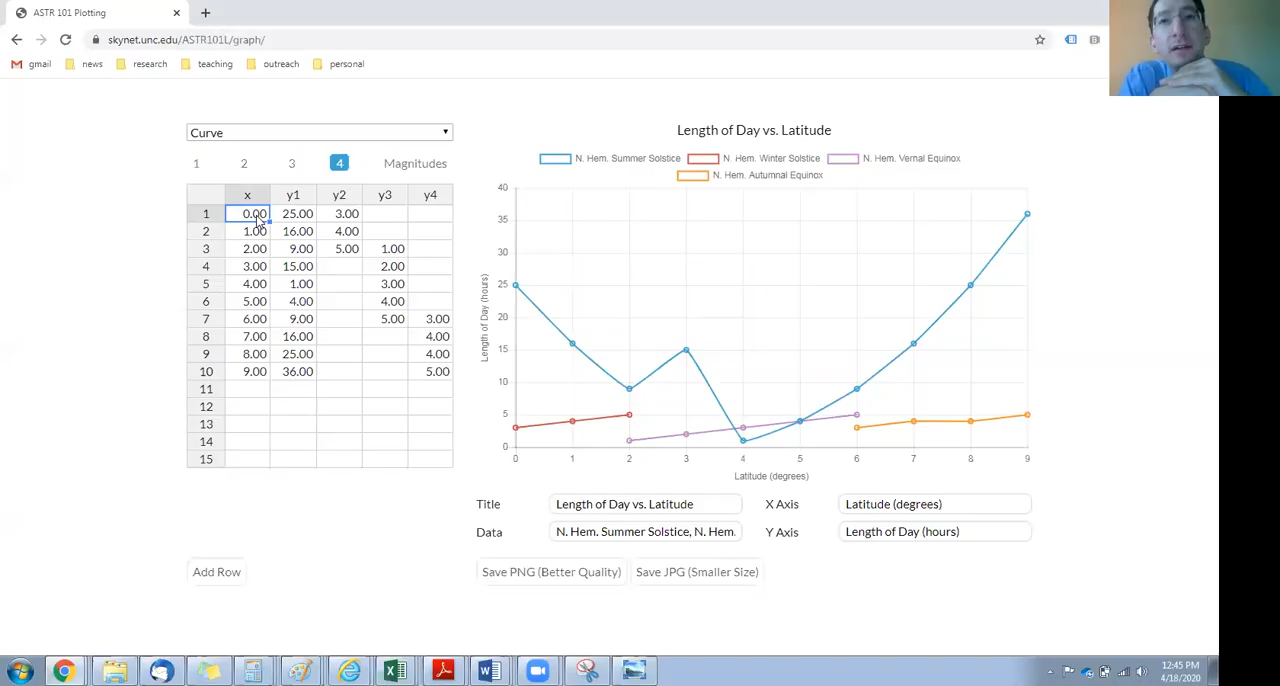 ASTR 101 Plotting
skynet.unc.edu/ASTR101L/graph/
gmail news research teaching outreach personal
Curve
1 2 3 4 Magnitudes
x y1 y2 y3 y4
1 0.00 25.00 3.00
2 1.00 16.00 4.00
3 2.00 9.00 5.00 1.00
4 3.00 15.00 2.00
5 4.00 1.00 3.00
6 5.00 4.00 4.00
7 6.00 9.00 5.00 3.00
8 7.00 16.00 4.00
9 8.00 25.00 4.00
10 9.00 36.00 5.00
11
12
13
14
15
Add Row
Length of Day vs. Latitude
N. Hem. Summer Solstice N. Hem. Winter Solstice N. Hem. Vernal Equinox
N. Hem. Autumnal Equinox
40
35
30
25
20
15
10
5
0
Length of Day (hours)
0 1 2 3 4 5 6 7 8 9
Latitude (degrees)
Title Length of Day vs. Latitude X Axis Latitude (degrees)
Data N. Hem. Summer Solstice, N. Hem. Y Axis Length of Day (hours)
Save PNG (Better Quality) Save JPG (Smaller Size)
12:45 PM
4/18/2020